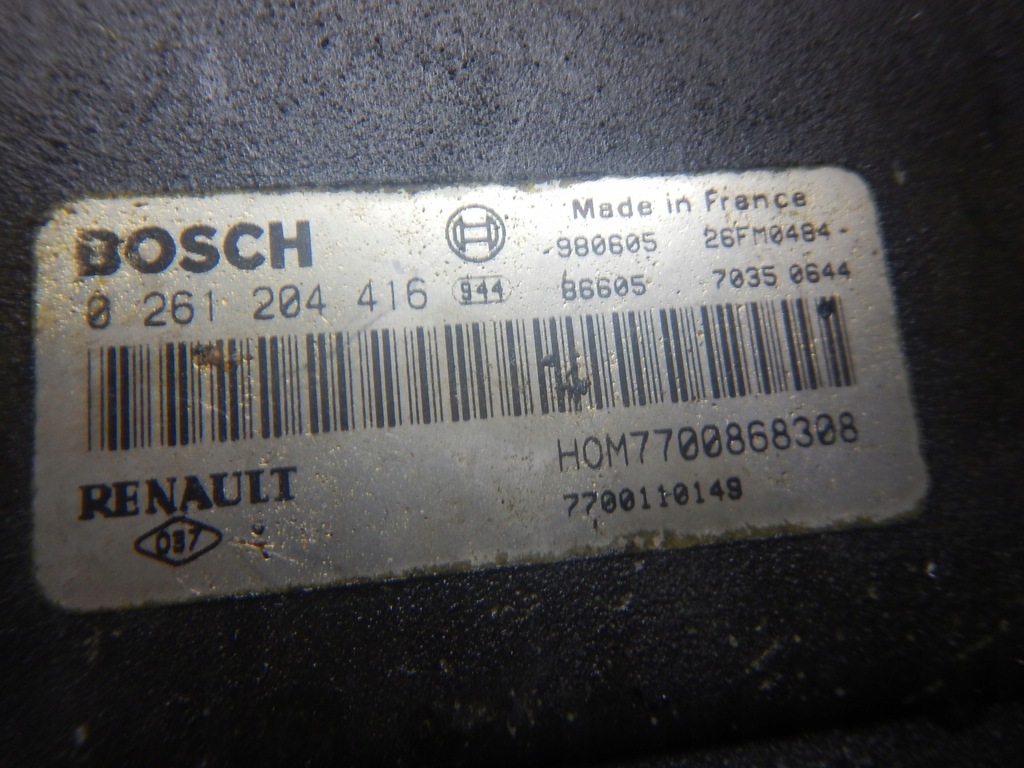 BOSCH
Made in France
-980605 26FM0484-
0 261 204 416 944 86605 7035 0644
HOM7700868308
RENAULT
7700110149
037